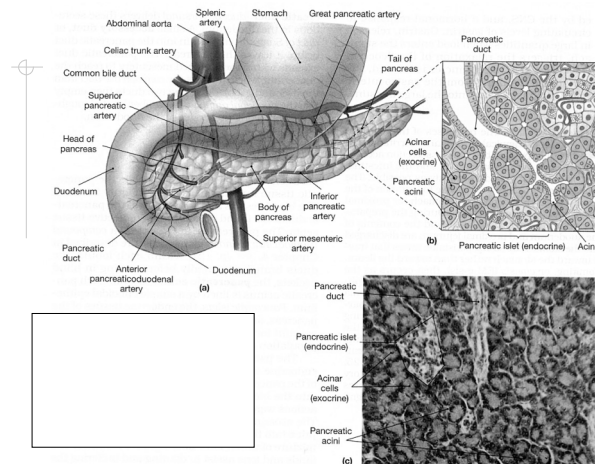 Splenic
artery
Stomach
Great pancreatic artery
Abdominal aorta
Celiac trunk artery
Common bile duct
Superior
pancreatic
artery
Head of
pancreas
Duodenum
Pancreatic
duct
Anterior
pancreaticoduodenal
artery
Duodenum
(a)
Tail of
pancreas
Body of
pancreas
Inferior
pancreatic
artery
Superior mesenteric
artery
Pancreatic
duct
Acinar
cells
(exocrine)
Pancreatic
acini
(b)
Pancreatic islet (endocrine)
Acin
Pancreatic
duct
Pancreatic islet
(endocrine)
Acinar
cells
(exocrine)
Pancreatic
acini
(c)